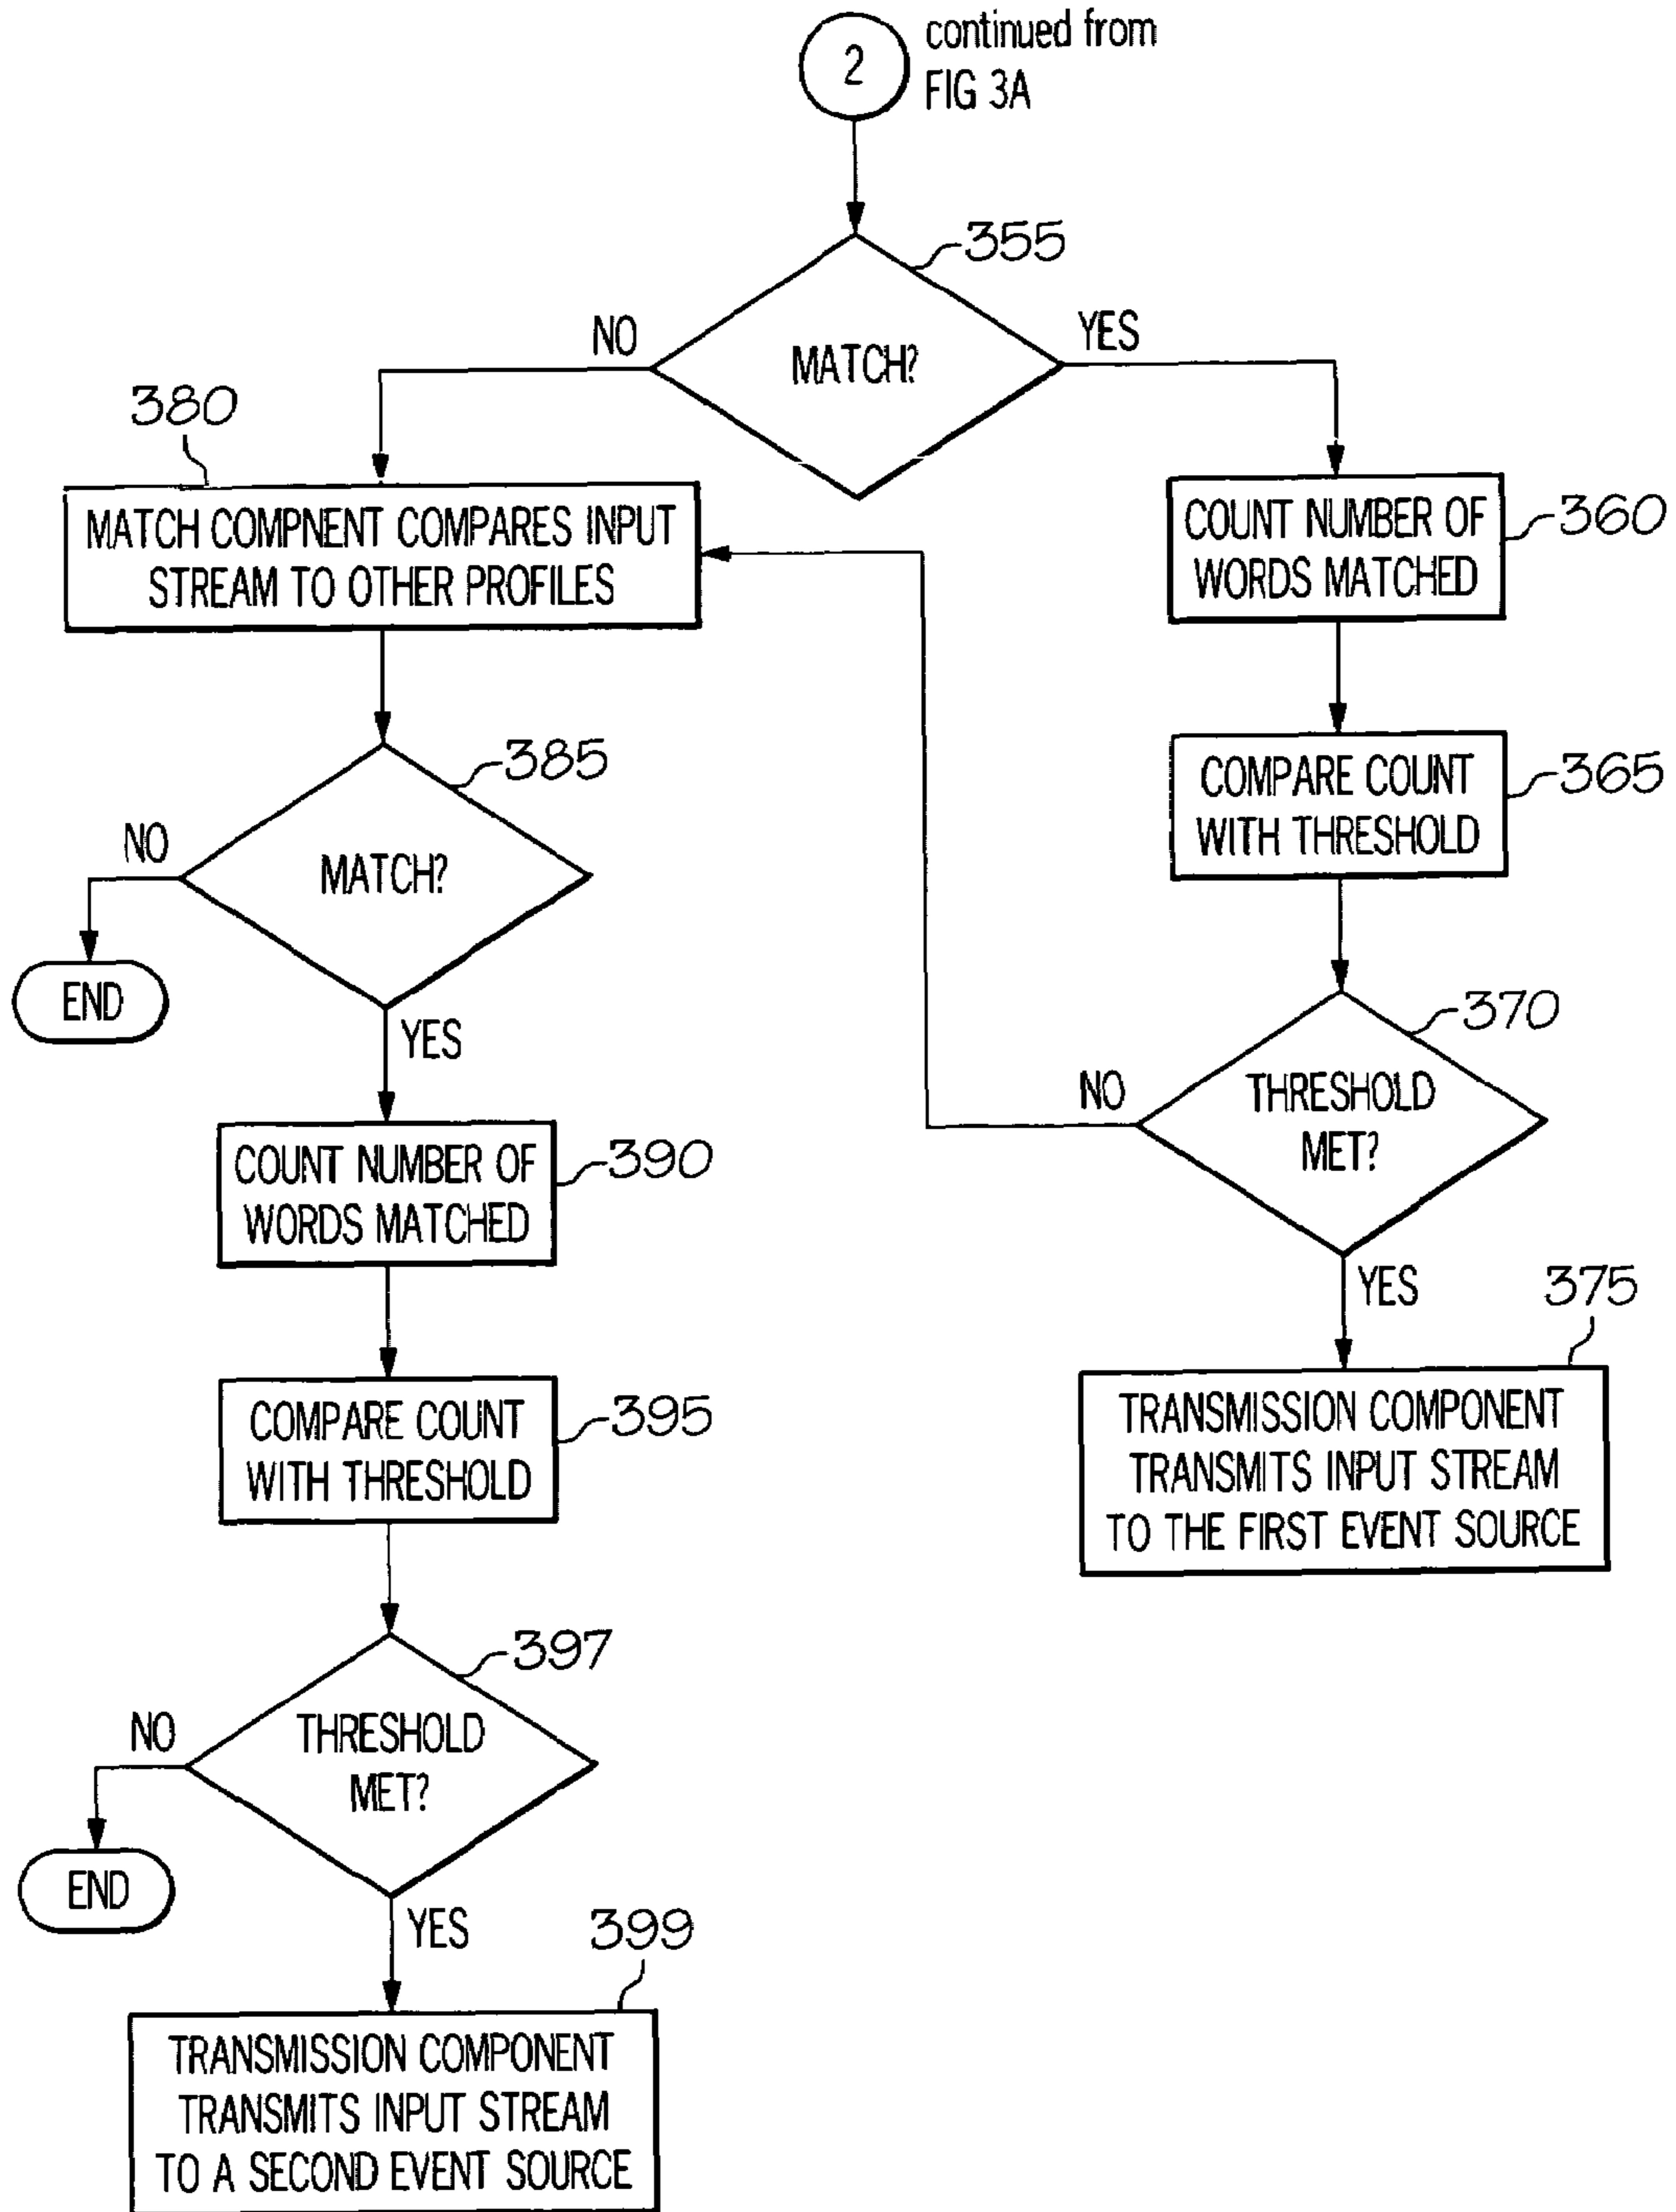 2
continued from
FIG 3A
355
NO
YES
MATCH?
380
MATCH COMPNENT COMPARES INPUT
STREAM TO OTHER PROFILES
COUNT NUMBER OF
WORDS MATCHED
360
COMPARE COUNT
WITH THRESHOLD
365
385
NO
MATCH?
END
YES
370
NO
THRESHOLD
MET?
YES
COUNT NUMBER OF
WORDS MATCHED
390
375
TRANSMISSION COMPONENT
TRANSMITS INPUT STREAM
TO THE FIRST EVENT SOURCE
COMPARE COUNT
WITH THRESHOLD
395
397
NO
THRESHOLD
MET?
END
YES
399
TRANSMISSION COMPONENT
TRANSMITS INPUT STREAM
TO A SECOND EVENT SOURCE